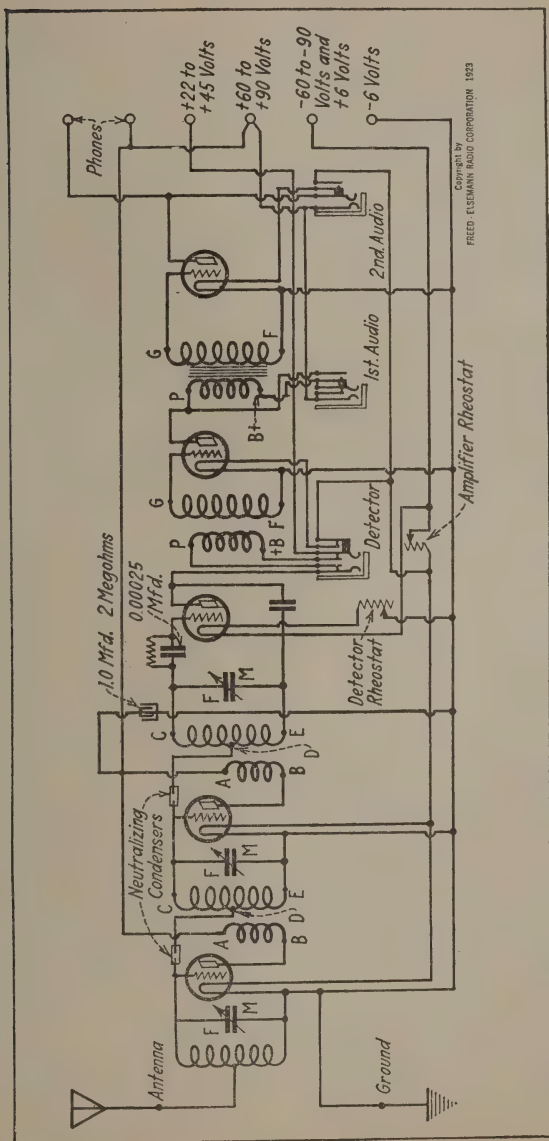 Antenna
Ground
F
M
Neutralizing
Condensers
A
B
C
D'
E
F
M
A
B
C
D'
E
F
M
1.0 Mfd.
2 Megohms
0.00025
Mfd.
Detector
Rheostat
P
+B
G
F
Detector
Amplifier Rheostat
P
B+
G
F
1st. Audio
2nd. Audio
Phones
+22 to
+45 Volts
+60 to
+90 Volts
-60 to -90
Volts and
+6 Volts
-6 Volts
Copyright by
FREED-EISEMANN RADIO CORPORATION 1923